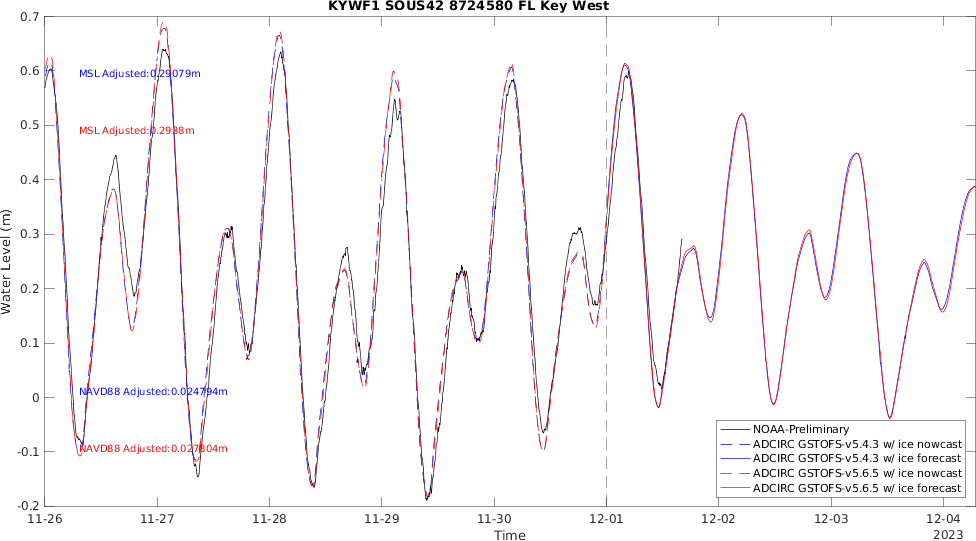 KYWF1 SOUS42 8724580 FL Key West
Water Level (m)
0.7
0.6
0.5
0.4
0.3
0.2
0.1
0
-0.1
-0.2
MSL Adjusted:0.29079m
MSL Adjusted:0.2938m
NAVD88 Adjusted:0.024794m
NAVD88 Adjusted:0.027804m
NOAA-Preliminary
ADCIRC GSTOFS-v5.4.3 w/ ice nowcast
ADCIRC GSTOFS-v5.4.3 w/ ice forecast
ADCIRC GSTOFS-v5.6.5 w/ ice nowcast
ADCIRC GSTOFS-v5.6.5 w/ ice forecast
11-26 11-27 11-28 11-29 11-30 12-01 12-02 12-03 12-04
Time
2023